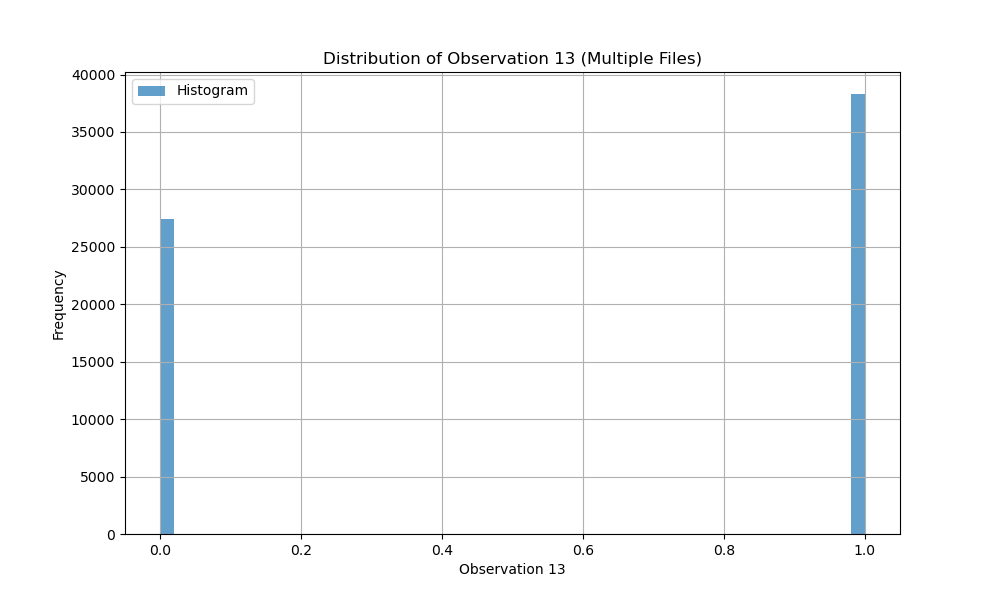 Distribution of Observation 13 (Multiple Files)
Histogram
40000
35000
30000
25000
20000
15000
10000
5000
0
Frequency
0.0 0.2 0.4 0.6 0.8 1.0
Observation 13